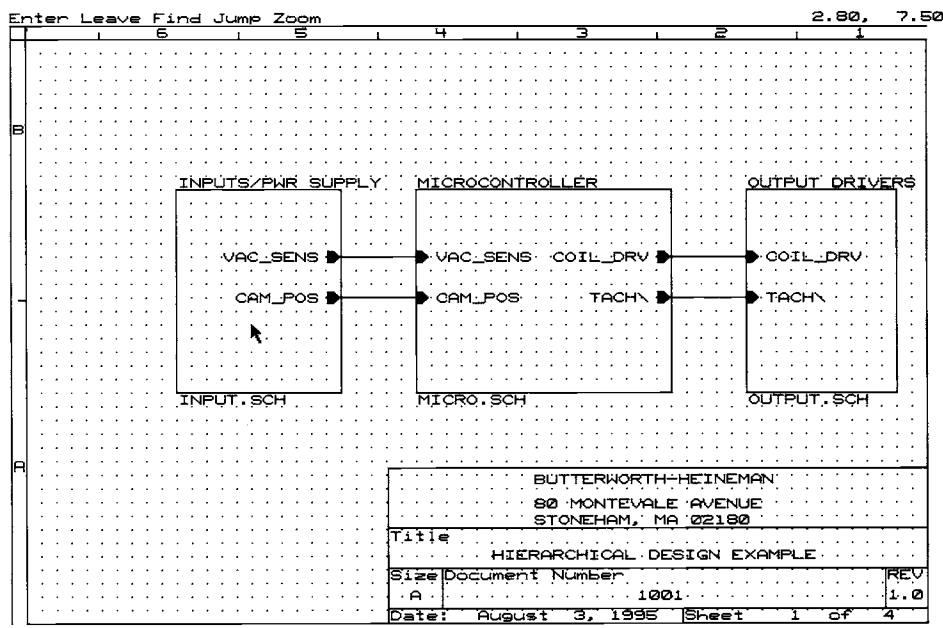 Enter Leave Find Jump Zoom 2.80, 7.50
6 5 4 3 2 1
B
INPUTS/PWR SUPPLY MICROCONTROLLER OUTPUT DRIVERS
VAC_SENS VAC_SENS COIL_DRV COIL_DRV
CAM_POS CAM_POS TACH\ TACH\
INPUT.SCH MICRO.SCH OUTPUT.SCH
A
BUTTERWORTH-HEINEMAN
80 MONTEVALE AVENUE
STONEHAM, MA 02180
Title
HIERARCHICAL DESIGN EXAMPLE
Size Document Number REV
A 1001 1.0
Date: August 3, 1995 Sheet 1 of 4